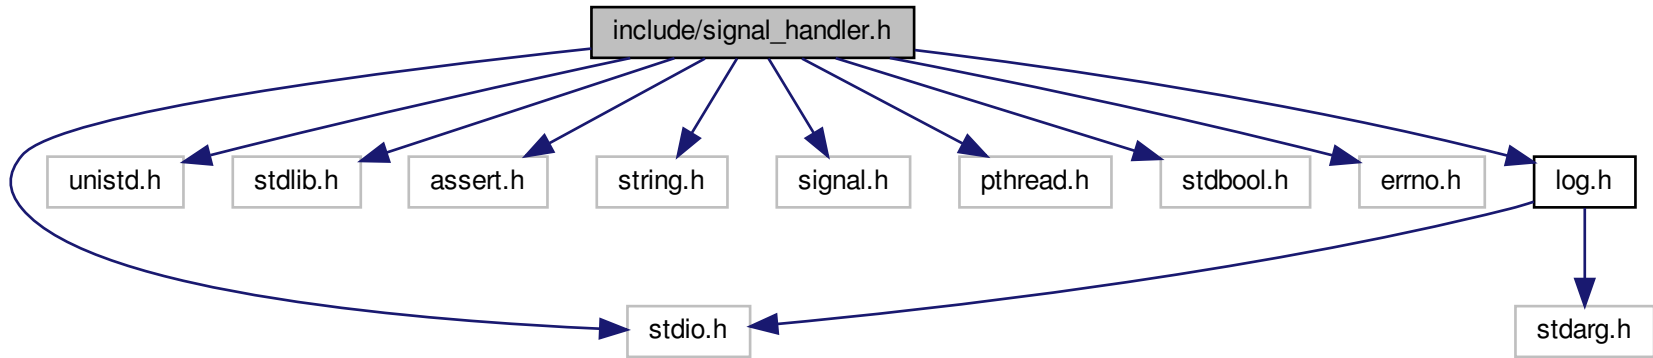 include/signal_handler.h
unistd.h
stdlib.h
assert.h
string.h
signal.h
pthread.h
stdbool.h
errno.h
log.h
stdio.h
stdarg.h